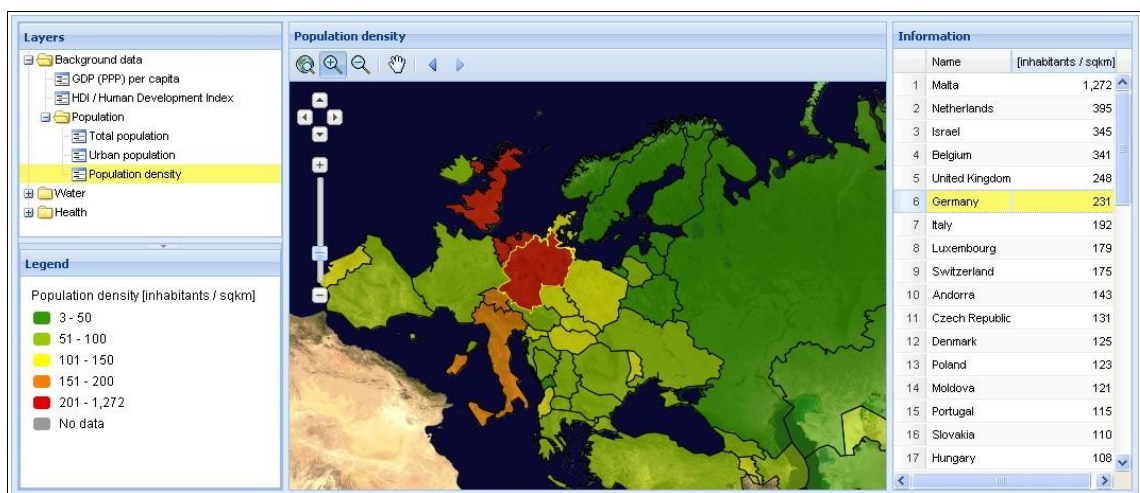 Layers
Background data
GDP (PPP) per capita
HDI / Human Development Index
Population
Total population
Urban population
Population density
Water
Health
Legend
Population density [inhabitants / sqkm]
3 - 50
51 - 100
101 - 150
151 - 200
201 - 1,272
No data
Population density
Information
Name [inhabitants / sqkm]
1 Malta 1,272
2 Netherlands 395
3 Israel 345
4 Belgium 341
5 United Kingdom 248
6 Germany 231
7 Italy 192
8 Luxembourg 179
9 Switzerland 175
10 Andorra 143
11 Czech Republic 131
12 Denmark 125
13 Poland 123
14 Moldova 121
15 Portugal 115
16 Slovakia 110
17 Hungary 108